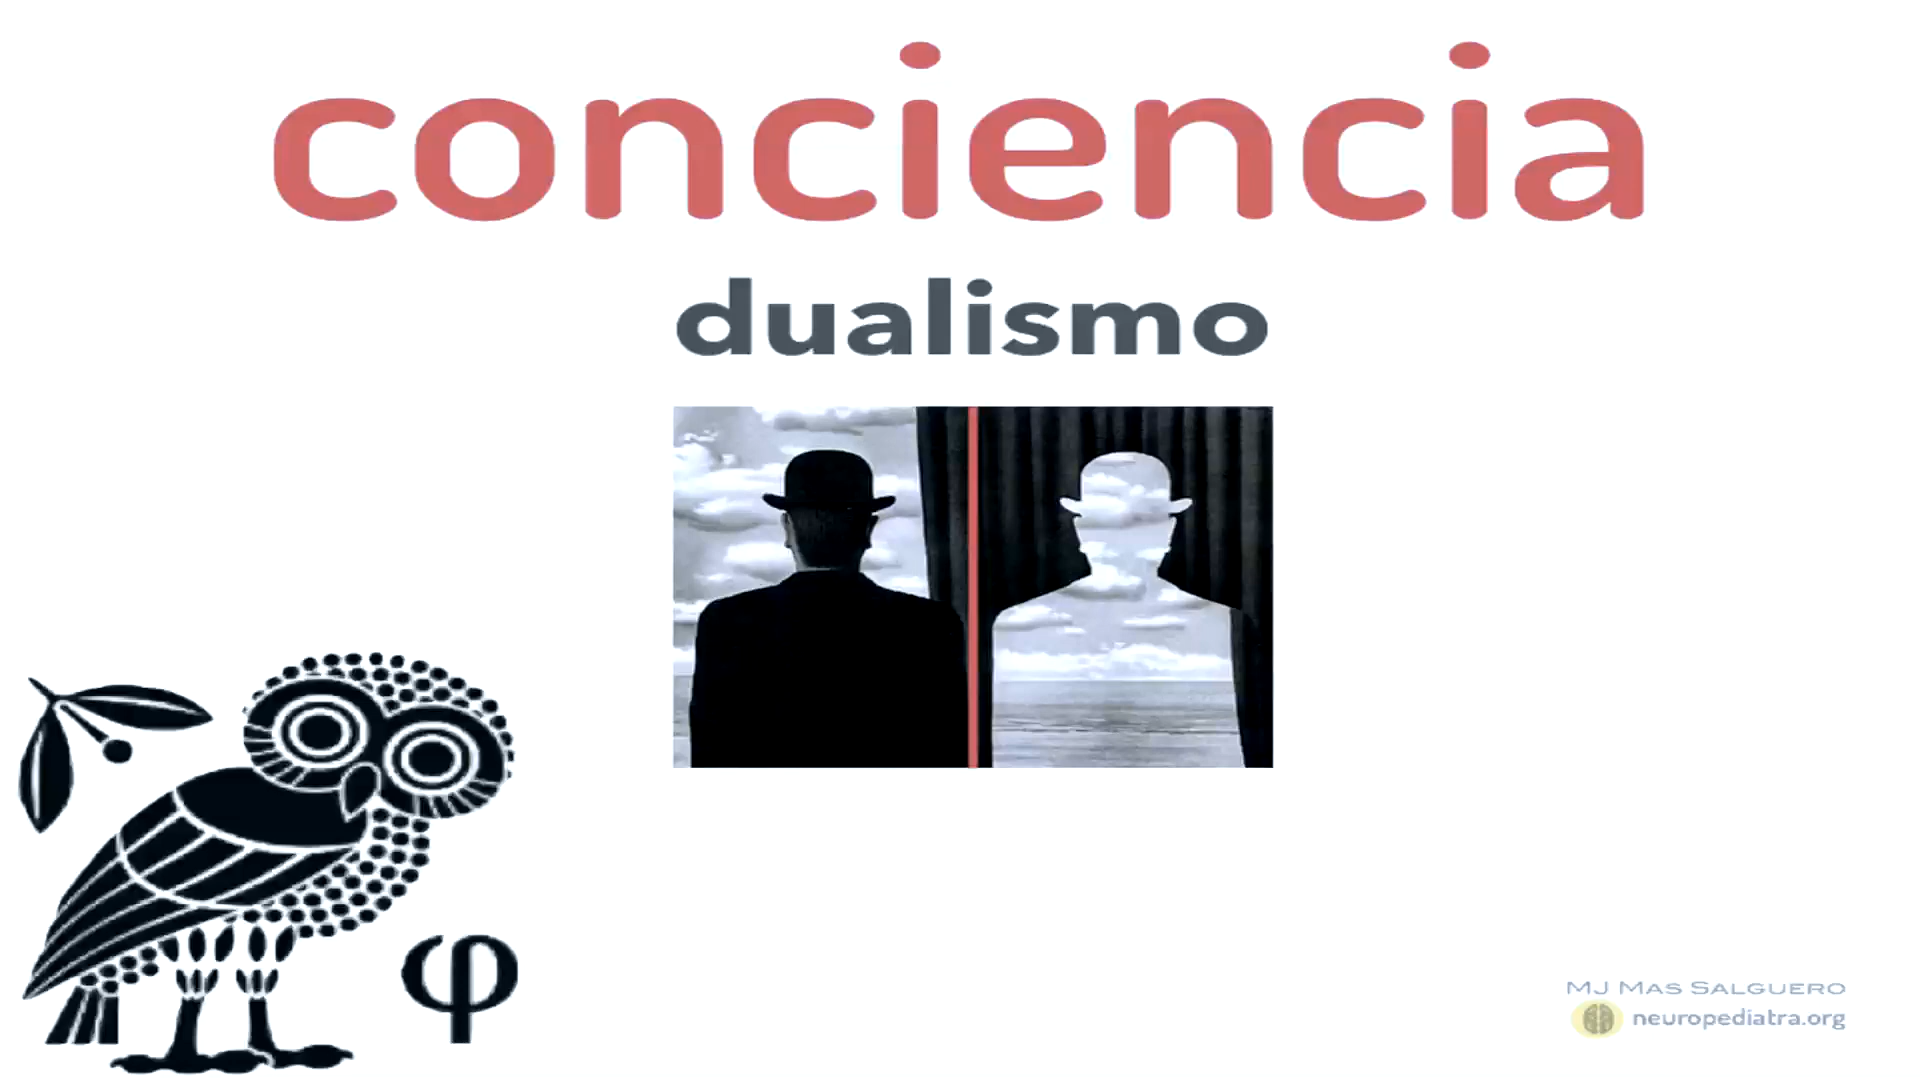 conciencia
dualismo
φ
MJ MAS SALGUERO
neuropediatra.org